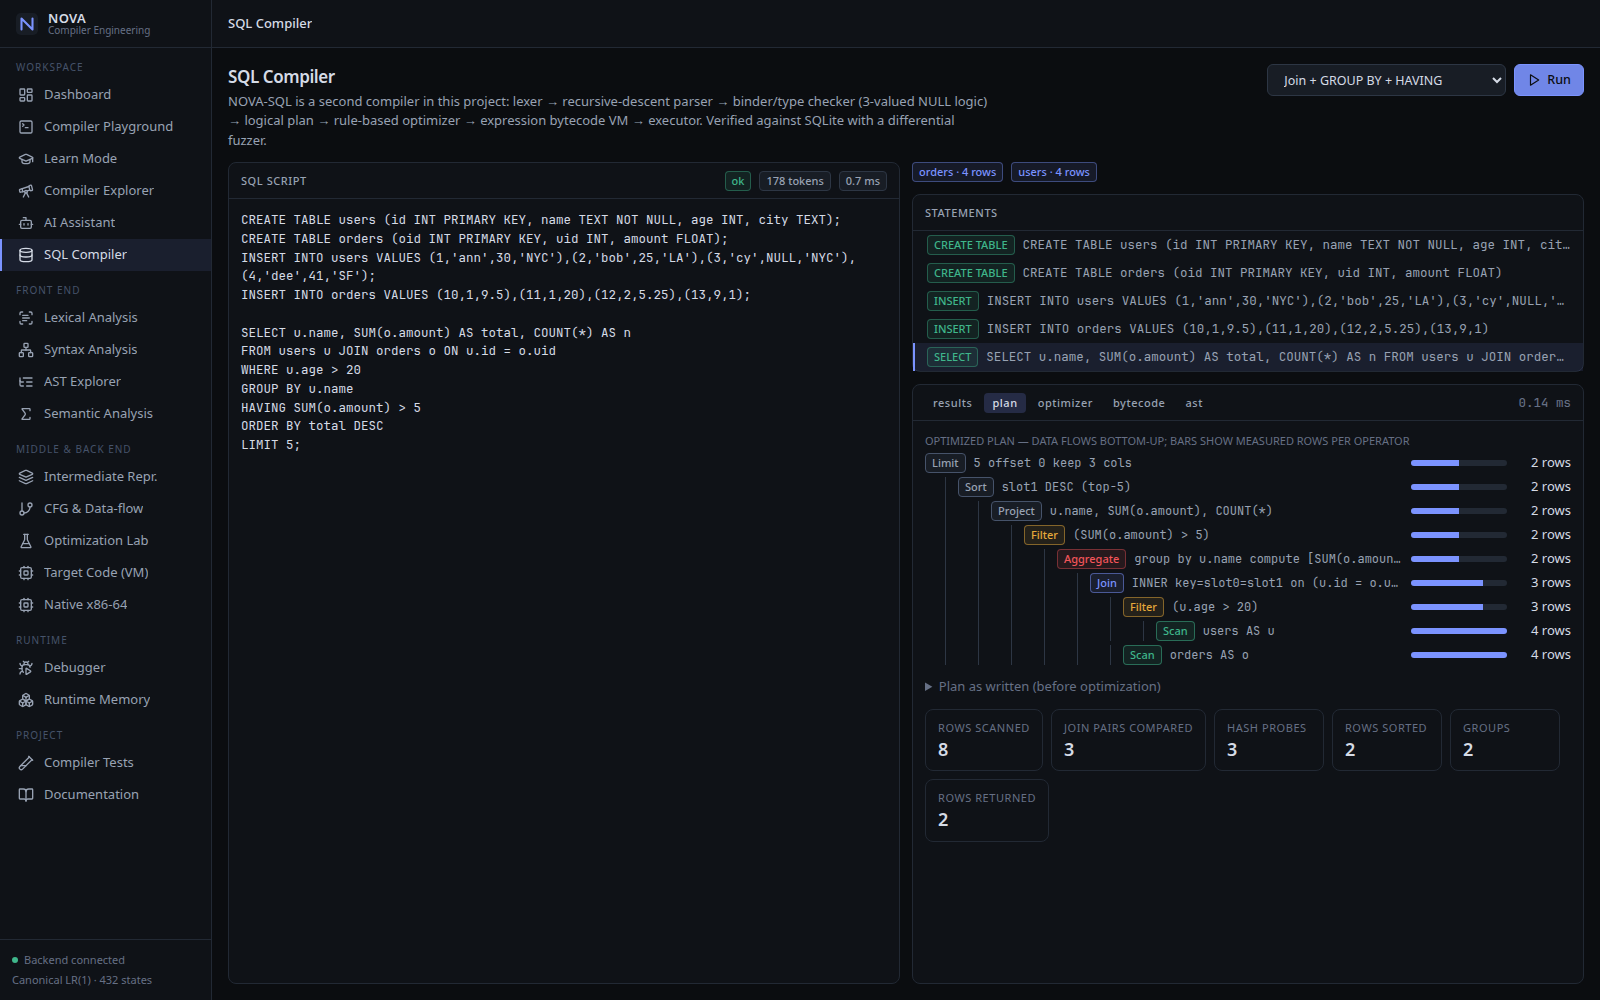 NOVA
Compiler Engineering
WORKSPACE
Dashboard
Compiler Playground
Learn Mode
Compiler Explorer
AI Assistant
SQL Compiler
FRONT END
Lexical Analysis
Syntax Analysis
AST Explorer
Semantic Analysis
MIDDLE & BACK END
Intermediate Repr.
CFG & Data-flow
Optimization Lab
Target Code (VM)
Native x86-64
RUNTIME
Debugger
Runtime Memory
PROJECT
Compiler Tests
Documentation
Backend connected
Canonical LR(1) · 432 states
SQL Compiler
SQL Compiler
NOVA-SQL is a second compiler in this project: lexer → recursive-descent parser → binder/type checker (3-valued NULL logic)
→ logical plan → rule-based optimizer → expression bytecode VM → executor. Verified against SQLite with a differential
fuzzer.
Join + GROUP BY + HAVING
Run
SQL SCRIPT
ok
178 tokens
0.7 ms
CREATE TABLE users (id INT PRIMARY KEY, name TEXT NOT NULL, age INT, city TEXT);
CREATE TABLE orders (oid INT PRIMARY KEY, uid INT, amount FLOAT);
INSERT INTO users VALUES (1,'ann',30,'NYC'),(2,'bob',25,'LA'),(3,'cy',NULL,'NYC'),
(4,'dee',41,'SF');
INSERT INTO orders VALUES (10,1,9.5),(11,1,20),(12,2,5.25),(13,9,1);
SELECT u.name, SUM(o.amount) AS total, COUNT(*) AS n
FROM users u JOIN orders o ON u.id = o.uid
WHERE u.age > 20
GROUP BY u.name
HAVING SUM(o.amount) > 5
ORDER BY total DESC
LIMIT 5;
orders · 4 rows
users · 4 rows
STATEMENTS
CREATE TABLE CREATE TABLE users (id INT PRIMARY KEY, name TEXT NOT NULL, age INT, cit…
CREATE TABLE CREATE TABLE orders (oid INT PRIMARY KEY, uid INT, amount FLOAT)
INSERT INSERT INTO users VALUES (1,'ann',30,'NYC'),(2,'bob',25,'LA'),(3,'cy',NULL,'…
INSERT INSERT INTO orders VALUES (10,1,9.5),(11,1,20),(12,2,5.25),(13,9,1)
SELECT SELECT u.name, SUM(o.amount) AS total, COUNT(*) AS n FROM users u JOIN order…
results plan optimizer bytecode ast 0.14 ms
OPTIMIZED PLAN — DATA FLOWS BOTTOM-UP; BARS SHOW MEASURED ROWS PER OPERATOR
Limit 5 offset 0 keep 3 cols 2 rows
Sort slot1 DESC (top-5) 2 rows
Project u.name, SUM(o.amount), COUNT(*) 2 rows
Filter (SUM(o.amount) > 5) 2 rows
Aggregate group by u.name compute [SUM(o.amoun… 2 rows
Join INNER key=slot0=slot1 on (u.id = o.u… 3 rows
Filter (u.age > 20) 3 rows
Scan users AS u 4 rows
Scan orders AS o 4 rows
Plan as written (before optimization)
ROWS SCANNED
8
JOIN PAIRS COMPARED
3
HASH PROBES
3
ROWS SORTED
2
GROUPS
2
ROWS RETURNED
2